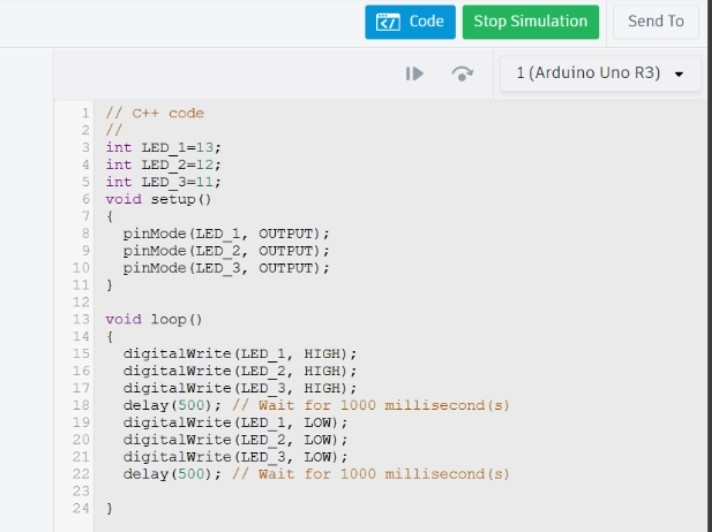 Code Stop Simulation Send To
1 (Arduino Uno R3)
1 // C++ code
2 //
3 int LED_1=13;
4 int LED_2=12;
5 int LED_3=11;
6 void setup()
7 {
8 pinMode(LED_1, OUTPUT);
9 pinMode(LED_2, OUTPUT);
10 pinMode(LED_3, OUTPUT);
11 }
12
13 void loop()
14 {
15 digitalWrite(LED_1, HIGH);
16 digitalWrite(LED_2, HIGH);
17 digitalWrite(LED_3, HIGH);
18 delay(500); // Wait for 1000 millisecond(s)
19 digitalWrite(LED_1, LOW);
20 digitalWrite(LED_2, LOW);
21 digitalWrite(LED_3, LOW);
22 delay(500); // Wait for 1000 millisecond(s)
23
24 }